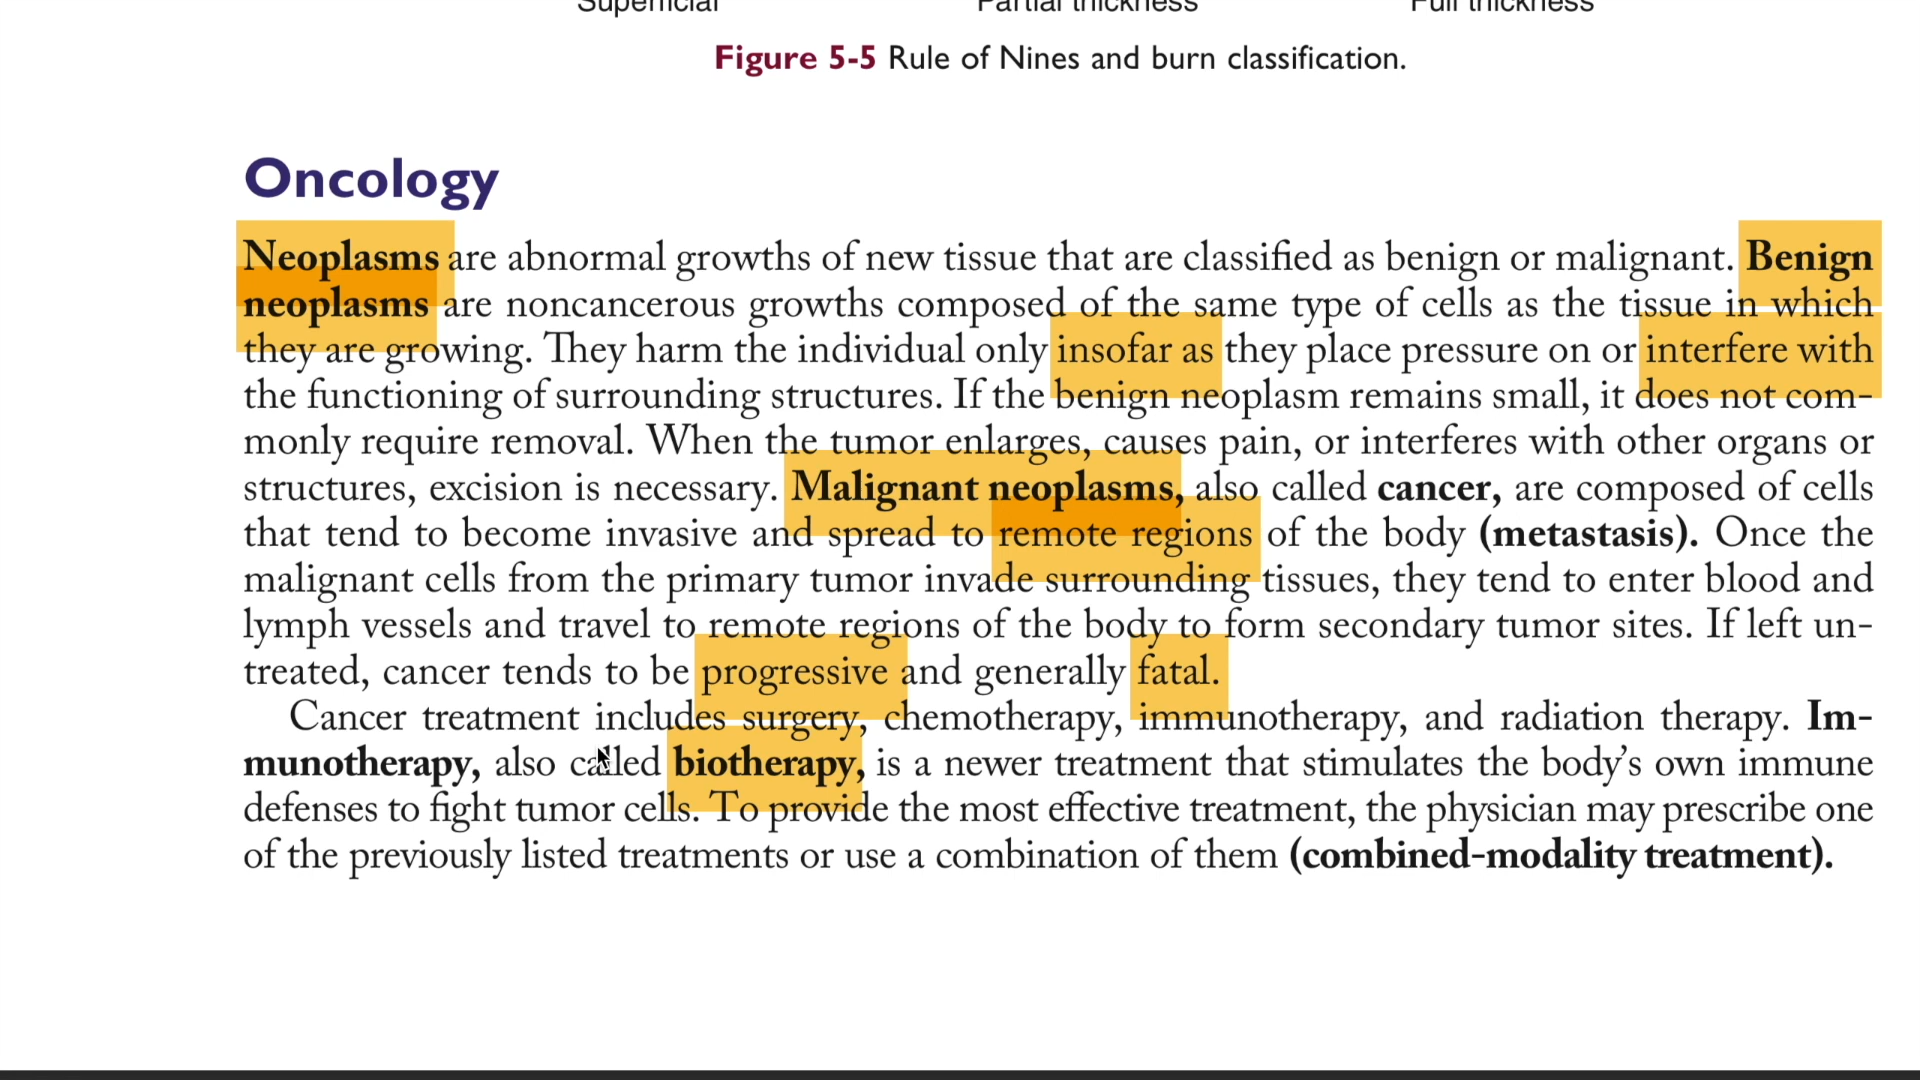 Superficial Partial thickness Full thickness
Figure 5-5 Rule of Nines and burn classification.
Oncology
Neoplasms are abnormal growths of new tissue that are classified as benign or malignant. Benign
neoplasms are noncancerous growths composed of the same type of cells as the tissue in which
they are growing. They harm the individual only insofar as they place pressure on or interfere with
the functioning of surrounding structures. If the benign neoplasm remains small, it does not com-
monly require removal. When the tumor enlarges, causes pain, or interferes with other organs or
structures, excision is necessary. Malignant neoplasms, also called cancer, are composed of cells
that tend to become invasive and spread to remote regions of the body (metastasis). Once the
malignant cells from the primary tumor invade surrounding tissues, they tend to enter blood and
lymph vessels and travel to remote regions of the body to form secondary tumor sites. If left un-
treated, cancer tends to be progressive and generally fatal.
Cancer treatment includes surgery, chemotherapy, immunotherapy, and radiation therapy. Im-
munotherapy, also called biotherapy, is a newer treatment that stimulates the body's own immune
defenses to fight tumor cells. To provide the most effective treatment, the physician may prescribe one
of the previously listed treatments or use a combination of them (combined-modality treatment).